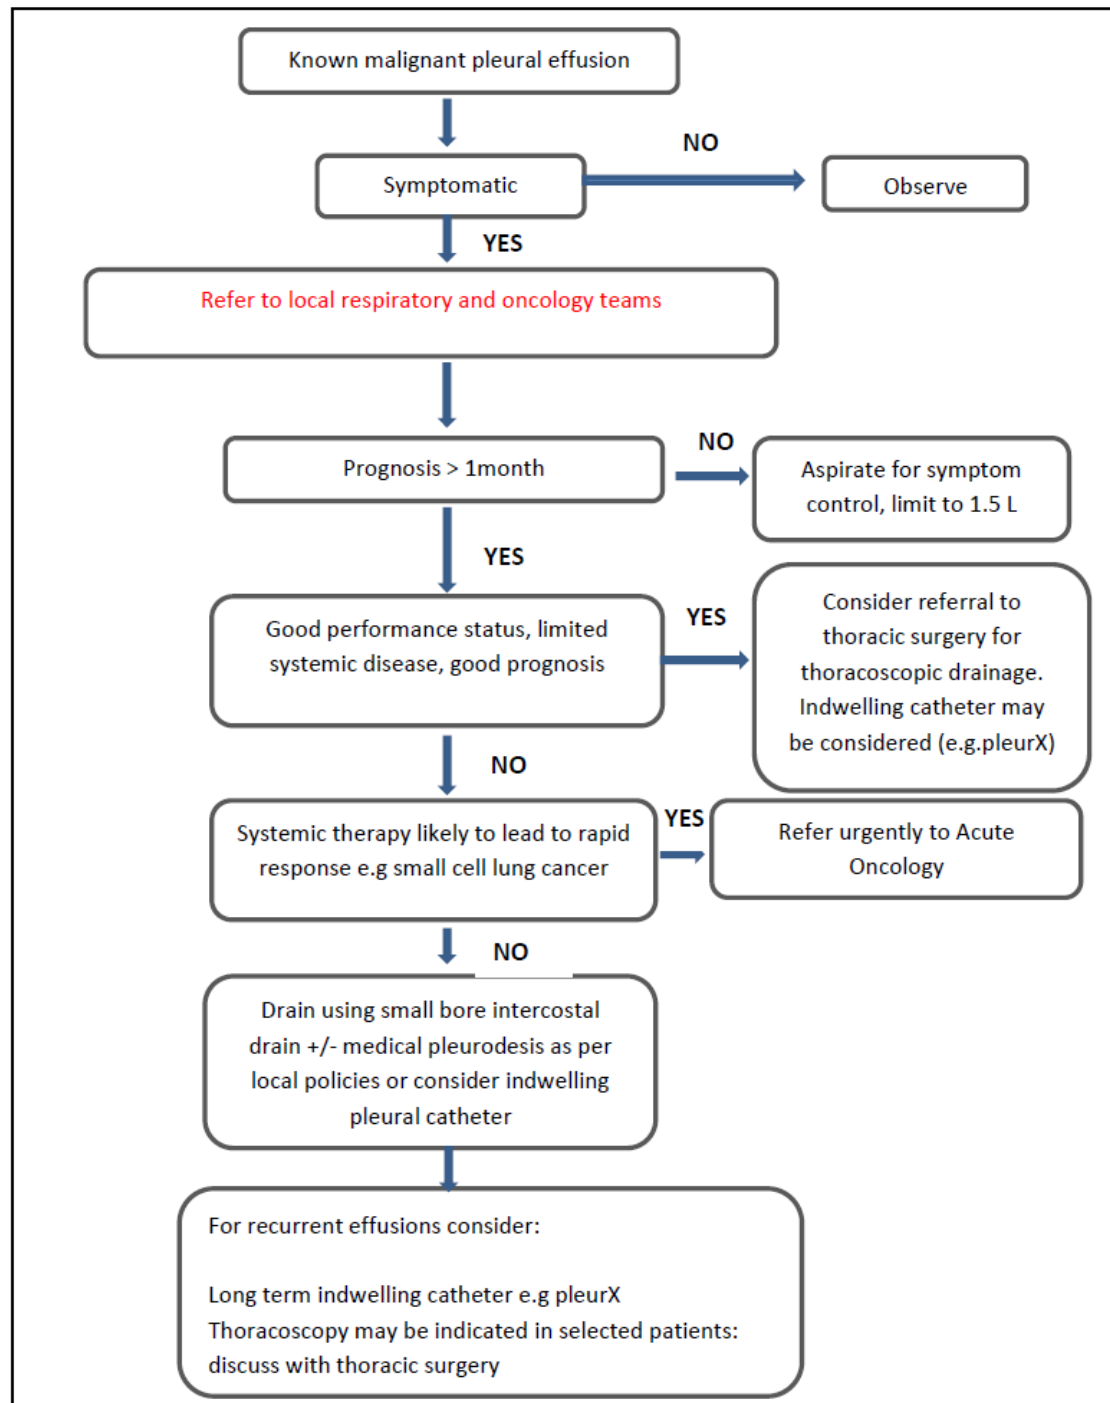 Known malignant pleural effusion
NO
Symptomatic
Observe
YES
Refer to local respiratory and oncology teams
NO
Prognosis > 1month
Aspirate for symptom
control, limit to 1.5 L
YES
Good performance status, limited
systemic disease, good prognosis
YES
Consider referral to
thoracic surgery for
thoracoscopic drainage.
Indwelling catheter may
be considered (e.g.pleurX)
NO
Systemic therapy likely to lead to rapid
response e.g small cell lung cancer
YES
Refer urgently to Acute
Oncology
NO
Drain using small bore intercostal
drain +/- medical pleurodesis as per
local policies or consider indwelling
pleural catheter
For recurrent effusions consider:
Long term indwelling catheter e.g pleurX
Thoracoscopy may be indicated in selected patients:
discuss with thoracic surgery